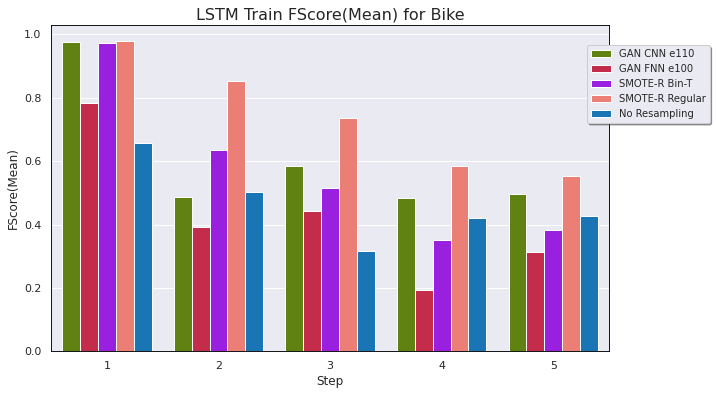 LSTM Train FScore(Mean) for Bike
1.0
0.8
0.6
0.4
0.2
0.0
FScore(Mean)
GAN CNN e110
GAN FNN e100
SMOTE-R Bin-T
SMOTE-R Regular
No Resampling
1 2 3 4 5
Step